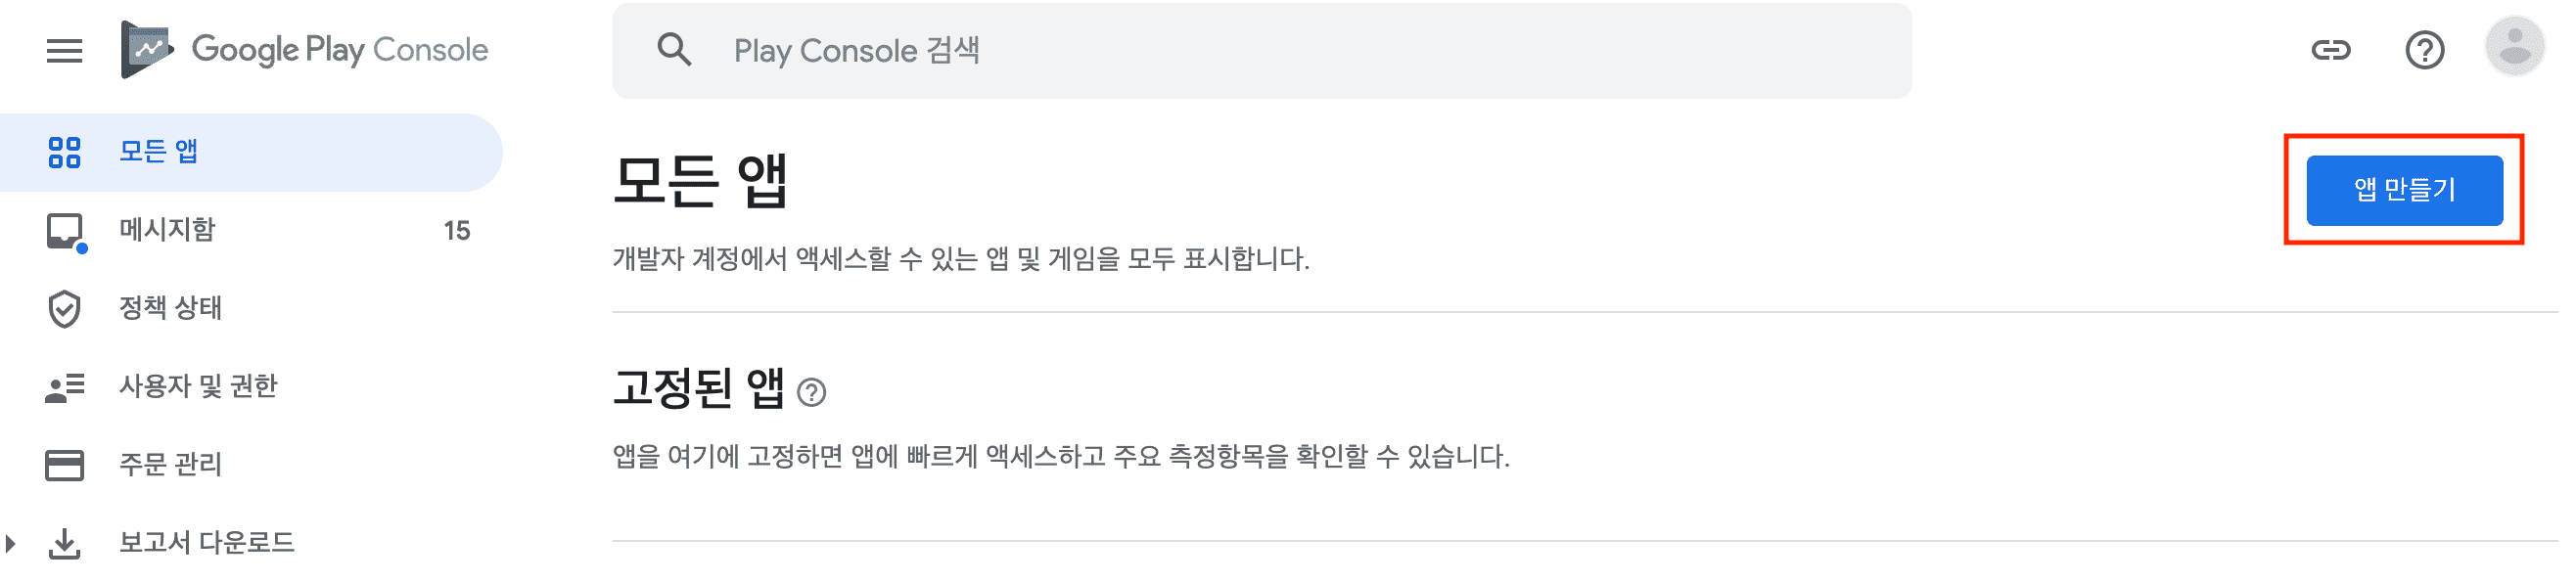 Google Play Console
Play Console 검색
모든 앱
메시지함 15
정책 상태
사용자 및 권한
주문 관리
보고서 다운로드
모든 앱
앱 만들기
개발자 계정에서 액세스할 수 있는 앱 및 게임을 모두 표시합니다.
고정된 앱
앱을 여기에 고정하면 앱에 빠르게 액세스하고 주요 측정항목을 확인할 수 있습니다.